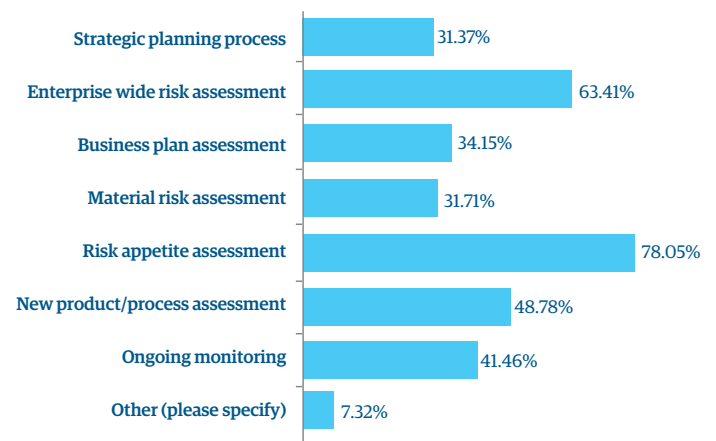 Strategic planning process 31.37%
Enterprise wide risk assessment 63.41%
Business plan assessment 34.15%
Material risk assessment 31.71%
Risk appetite assessment 78.05%
New product/process assessment 48.78%
Ongoing monitoring 41.46%
Other (please specify) 7.32%